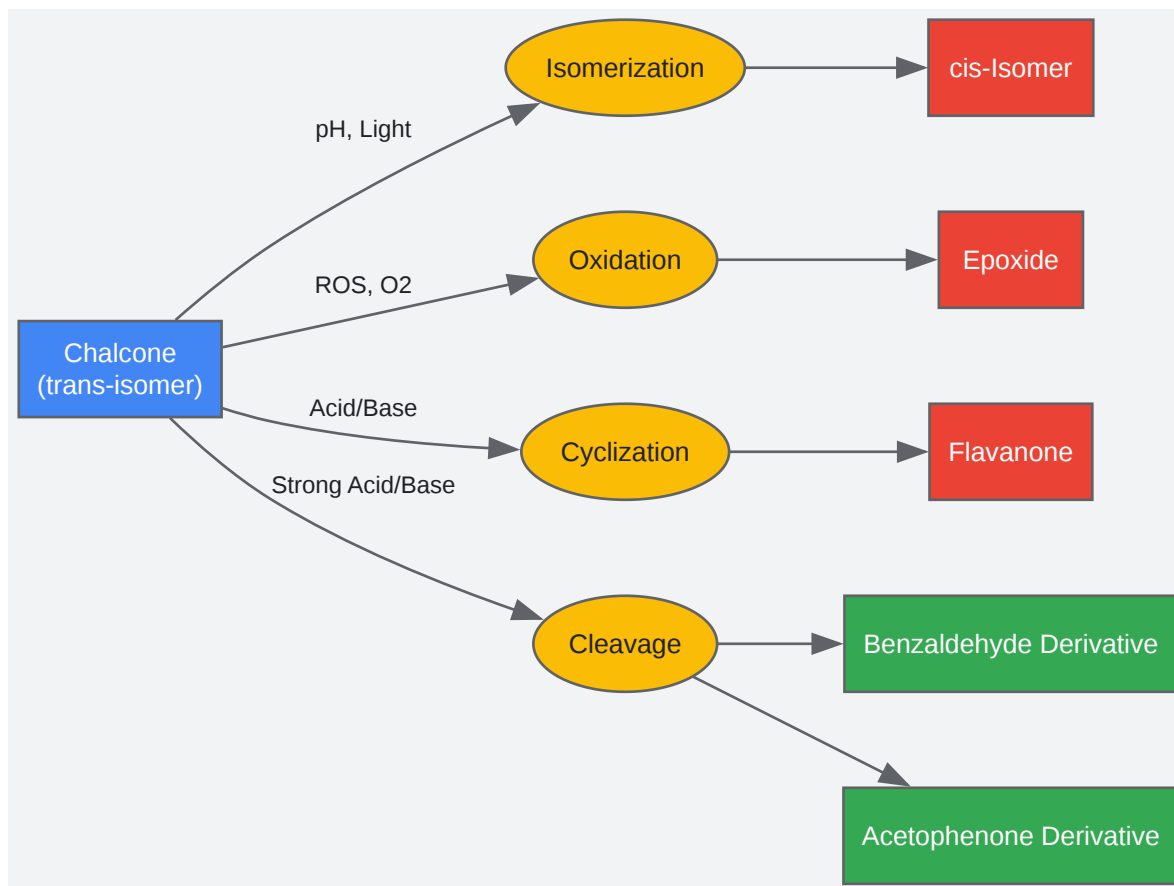 Isomerization
cis-Isomer
pH, Light
Oxidation
Epoxide
ROS, O2
Chalcone
(trans-isomer)
Acid/Base
Cyclization
Flavanone
Strong Acid/Base
Cleavage
Benzaldehyde Derivative
Acetophenone Derivative